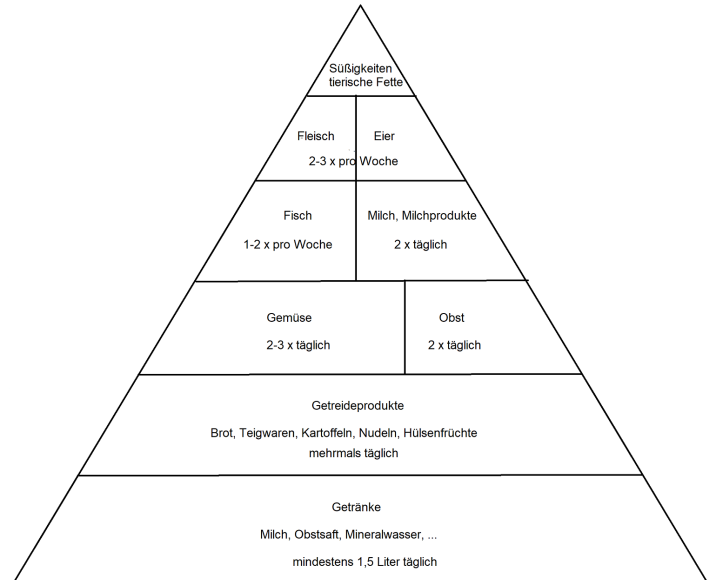 Süßigkeiten
tierische Fette
Fleisch
Eier
2-3 x pro Woche
Fisch
1-2 x pro Woche
Milch, Milchprodukte
2 x täglich
Gemüse
2-3 x täglich
Obst
2 x täglich
Getreideprodukte
Brot, Teigwaren, Kartoffeln, Nudeln, Hülsenfrüchte
mehrmals täglich
Getränke
Milch, Obstsaft, Mineralwasser, ...
mindestens 1,5 Liter täglich